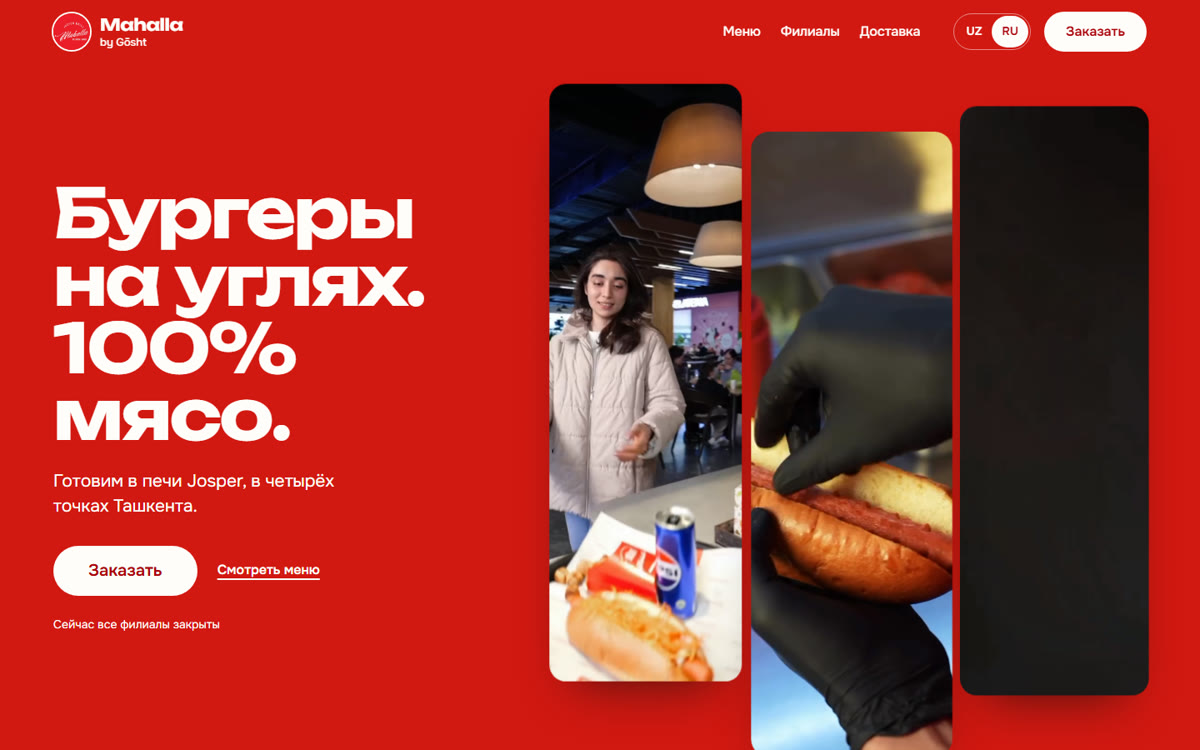 Mahalla
by Gōsht
Меню
Филиалы
Доставка
UZ
RU
Заказать
Бургеры
на углях.
100%
мясо.
Готовим в печи Josper, в четырёх
точках Ташкента.
Заказать
Смотреть меню
Сейчас все филиалы закрыты